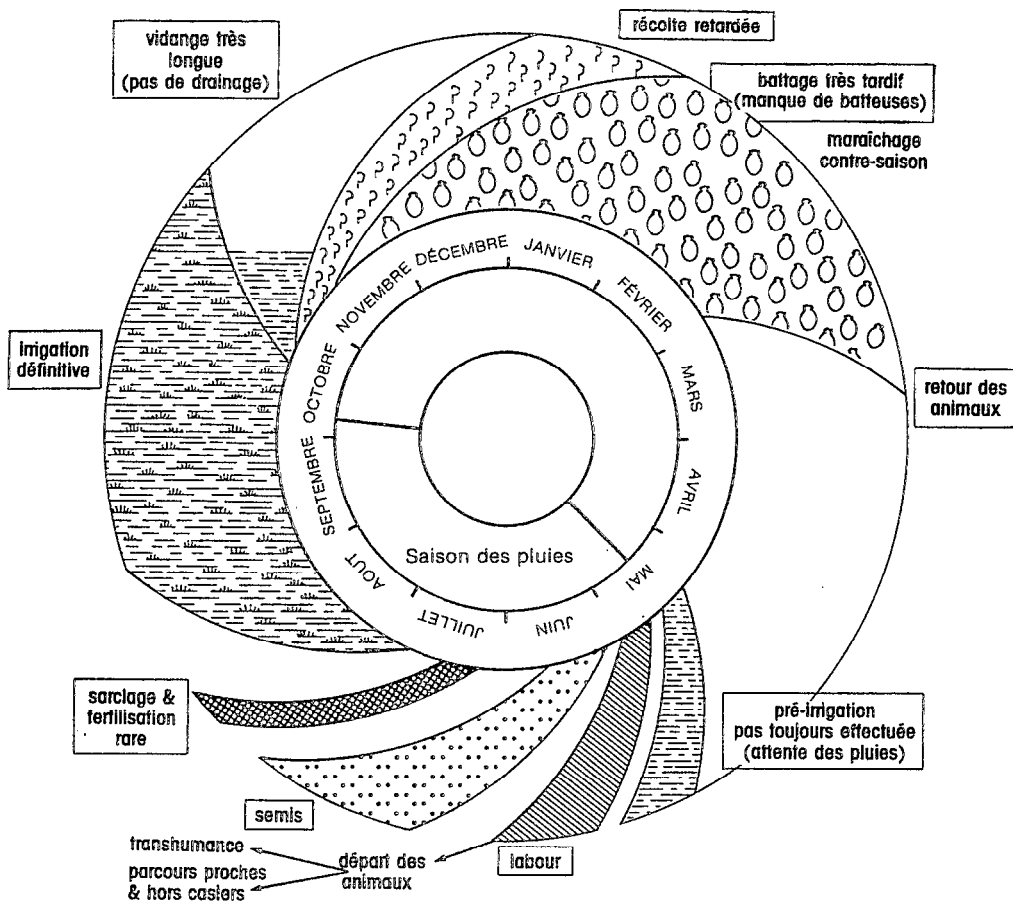 vidange très
longue
(pas de drainage)
récolte retardée
battage très tardif
(manque de batteuses)
maraîchage
contre-saison
irrigation
définitive
retour des
animaux
JANVIER
FÉVRIER
MARS
AVRIL
MAI
JUIN
JUILLET
AOUT
SEPTEMBRE
OCTOBRE
NOVEMBRE
DÉCEMBRE
Saison des pluies
sarclage &
fertilisation
rare
pré-irrigation
pas toujours effectuée
(attente des pluies)
semis
labour
départ des
animaux
transhumance
parcours proches
& hors casiers